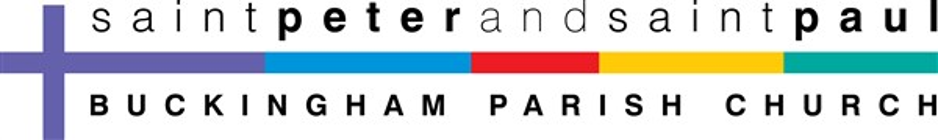 saintpeterandsaintpaul
BUCKINGHAM PARISH CHURCH